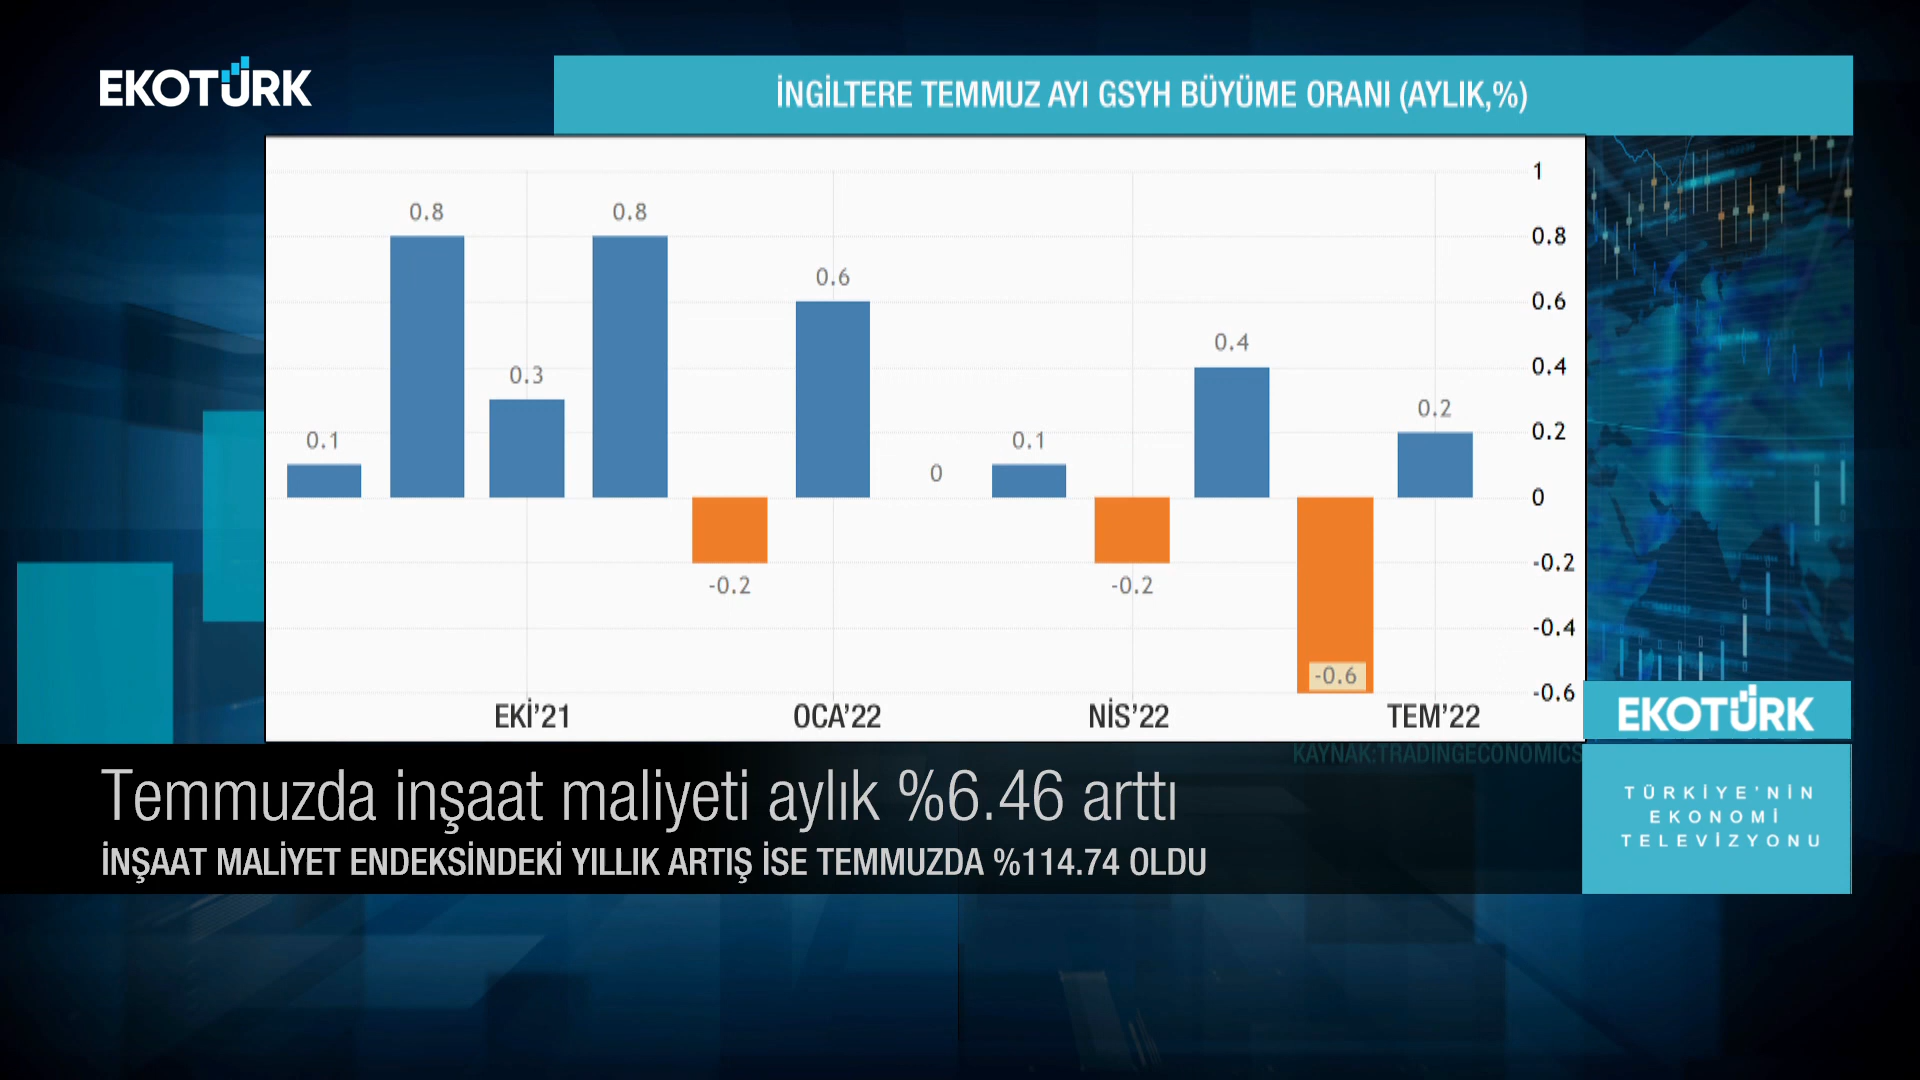 EKOTÜRK
İNGİLTERE TEMMUZ AYI GSYH BÜYÜME ORANI (AYLIK,%)
0.1
0.8
0.3
0.8
-0.2
0.6
0
0.1
-0.2
0.4
-0.6
0.2
1
0.8
0.6
0.4
0.2
0
-0.2
-0.4
-0.6
EKİ'21
OCA'22
NİS'22
TEM'22
EKOTÜRK
KAYNAK:TRADINGECONOMICS
Temmuzda inşaat maliyeti aylık %6.46 arttı
İNŞAAT MALİYET ENDEKSİNDEKİ YILLIK ARTIŞ İSE TEMMUZDA %114.74 OLDU
TÜRKİYE'NİN
EKONOMİ
TELEVİZYONU